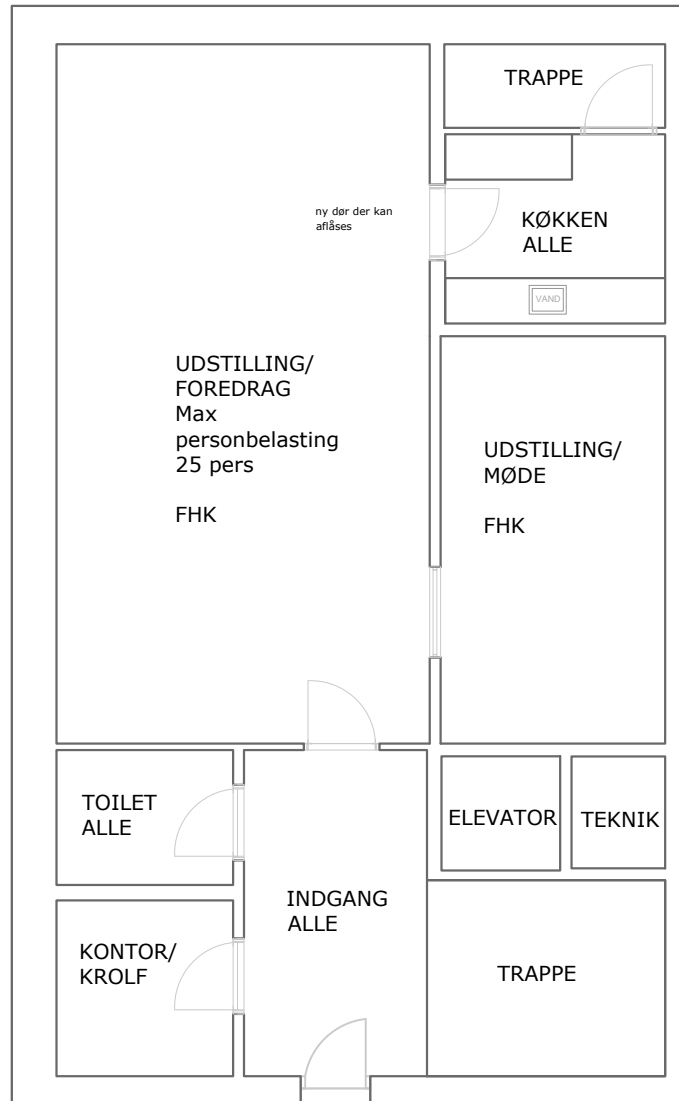 TRAPPE
ny dør der kan
aflåses
KØKKEN
ALLE
VAND
UDSTILLING/
FOREDRAG
Max
personbelasting
25 pers
FHK
UDSTILLING/
MØDE
FHK
TOILET
ALLE
ELEVATOR
TEKNIK
INDGANG
ALLE
KONTOR/
KROLF
TRAPPE